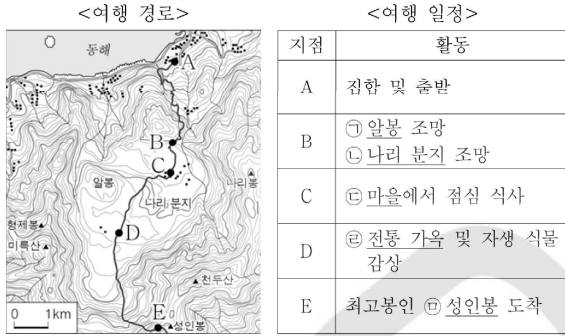 <여행 경로>
동해
A
B
C
알봉
나리봉
나리 분지
형제봉
미륵산
D
천두산
0 1km
E
성인봉
<여행 일정>
지점 활동
A 집합 및 출발
B ㉠ 알봉 조망
㉡ 나리 분지 조망
C ㉢ 마을에서 점심 식사
D ㉣ 전통 가옥 및 자생 식물
감상
E 최고봉인 ㉤ 성인봉 도착